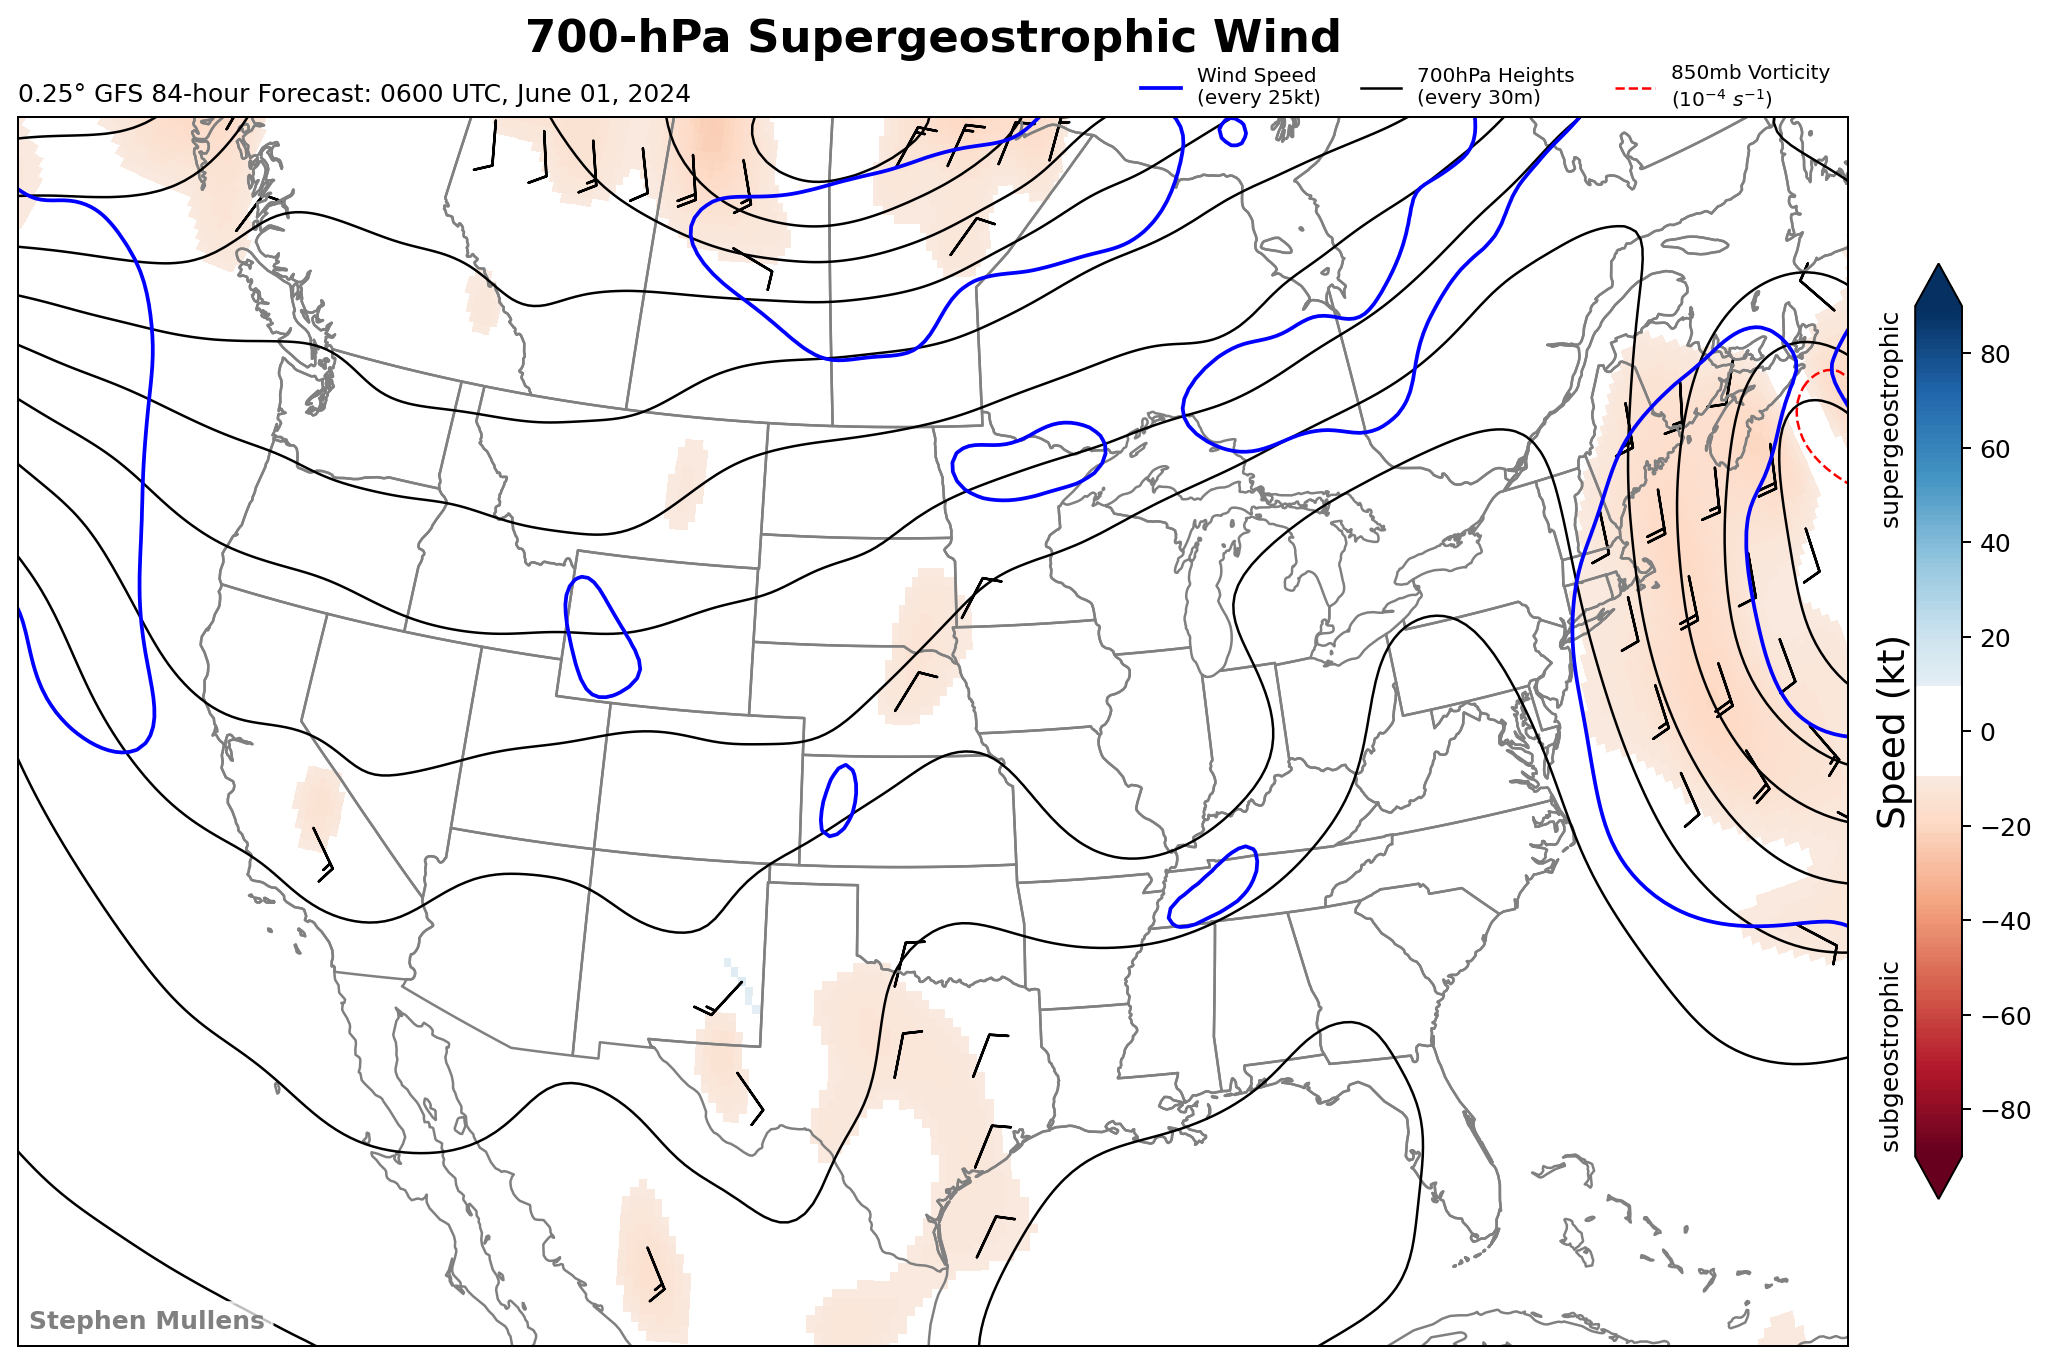 700-hPa Supergeostrophic Wind
0.25° GFS 84-hour Forecast: 0600 UTC, June 01, 2024
Wind Speed
(every 25kt)
700hPa Heights
(every 30m)
850mb Vorticity
(10⁻⁴ s⁻¹)
supergeostrophic
Speed (kt)
subgeostrophic
80
60
40
20
0
−20
−40
−60
−80
Stephen Mullens